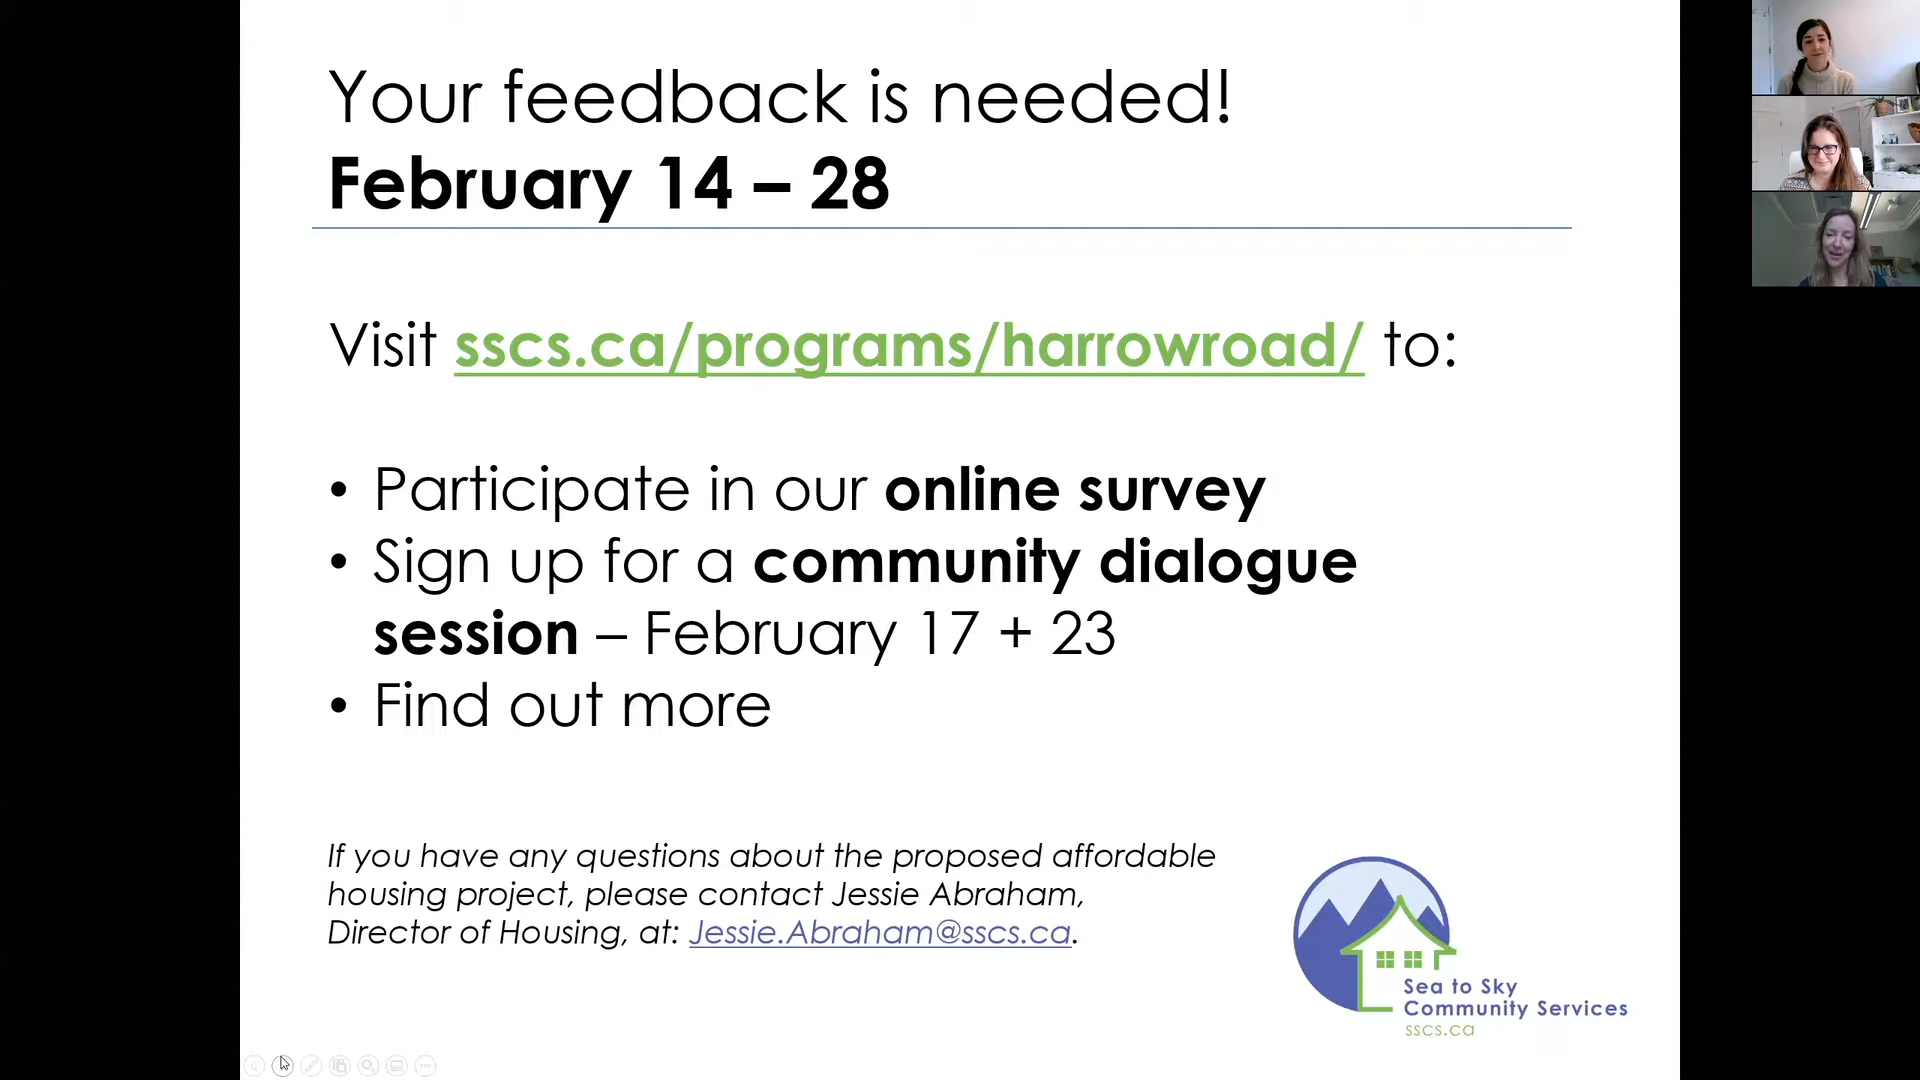 Your feedback is needed!
February 14 – 28
Visit sscs.ca/programs/harrowroad/ to:
• Participate in our online survey
• Sign up for a community dialogue
session – February 17 + 23
• Find out more
If you have any questions about the proposed affordable
housing project, please contact Jessie Abraham,
Director of Housing, at: Jessie.Abraham@sscs.ca.
Sea to Sky
Community Services
sscs.ca